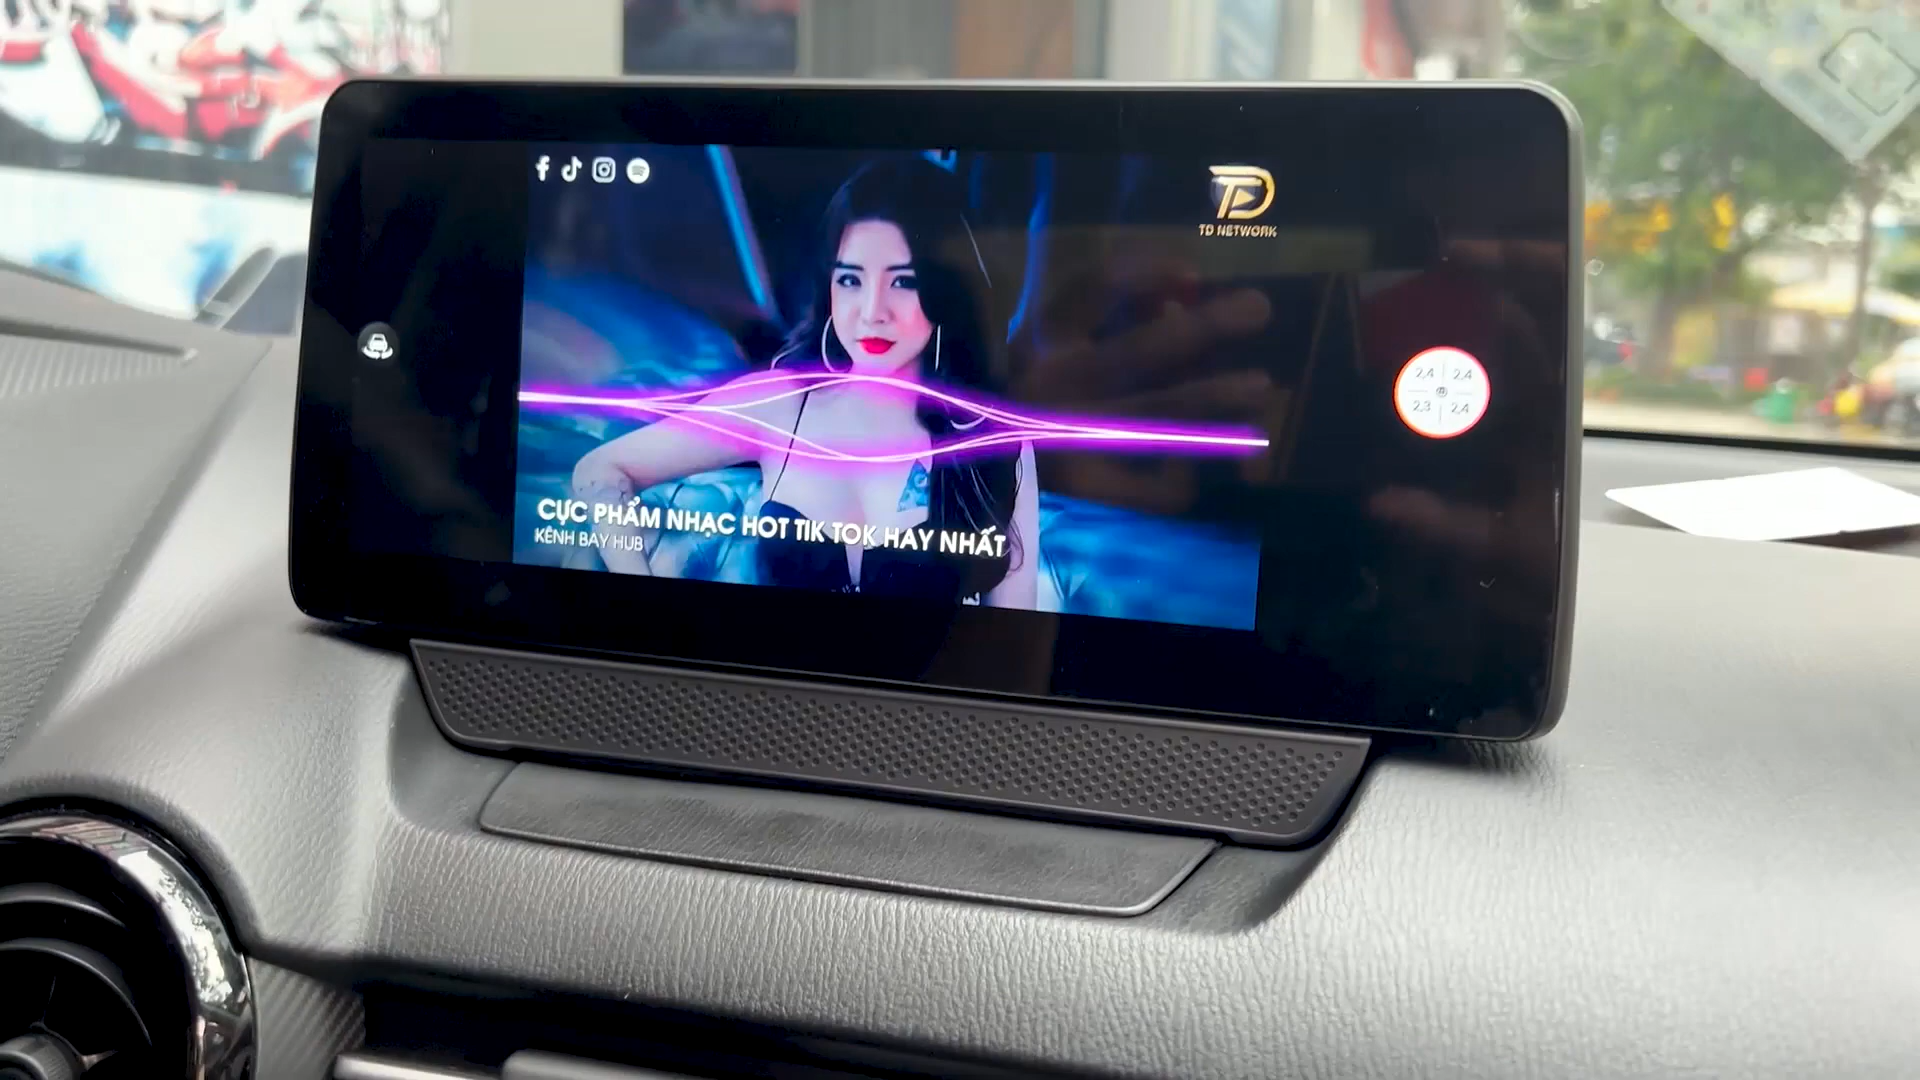 TD NETWORK
2,4 2,4
2,3 2,4
CỰC PHẨM NHẠC HOT TIK TOK HAY NHẤT
KÊNH BAY HUB